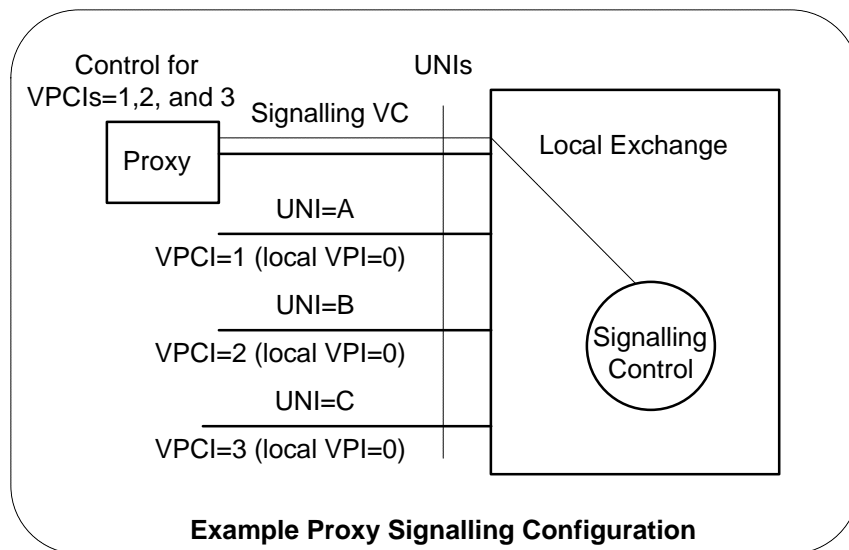 Control for
VPCIs=1,2, and 3
UNIs
Signalling VC
Proxy
Local Exchange
UNI=A
VPCI=1 (local VPI=0)
UNI=B
VPCI=2 (local VPI=0)
Signalling
Control
UNI=C
VPCI=3 (local VPI=0)
Example Proxy Signalling Configuration